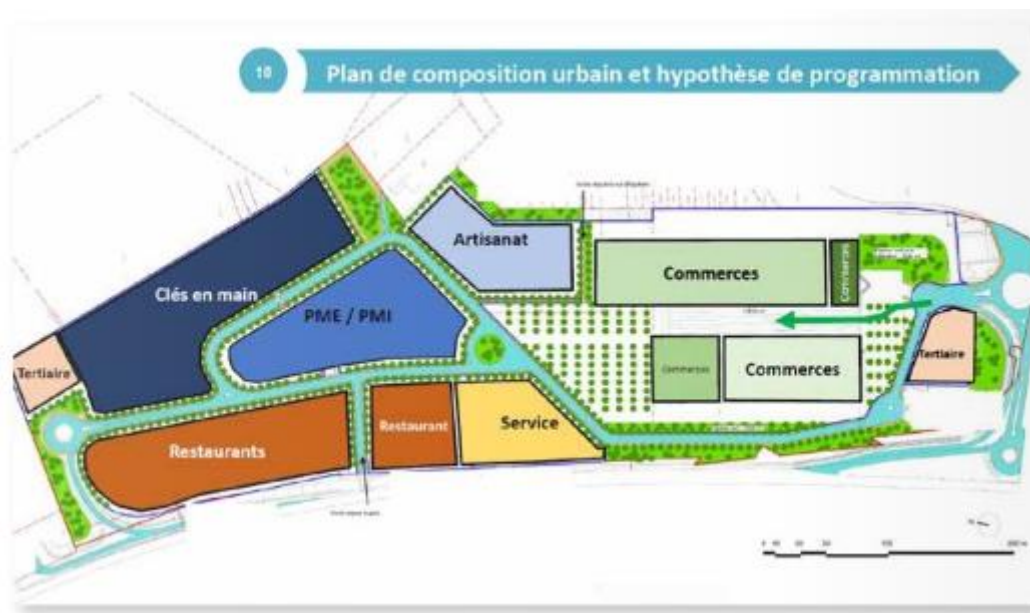 10
Plan de composition urbain et hypothèse de programmation
Artisanat
Commerces
Commerces
Clés en main
PME / PMI
Tertiaire
Commerces
Commerces
Tertiaire
Restaurants
Restaurant
Service